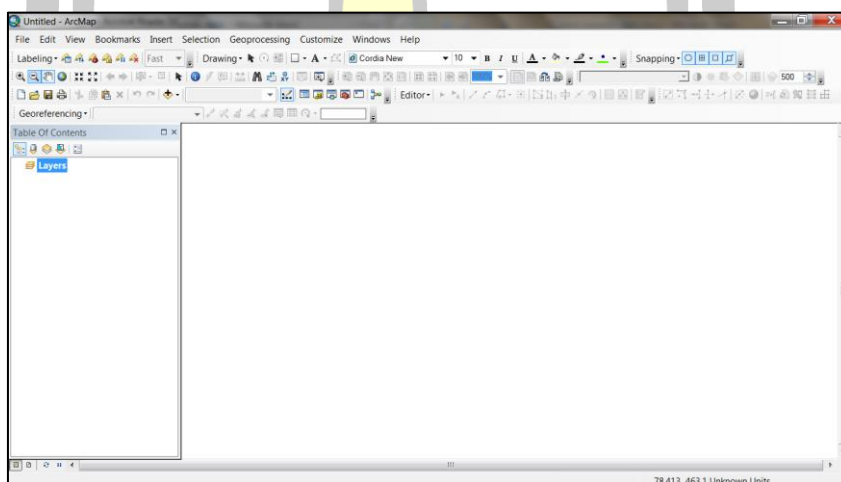 Untitled - ArcMap
File Edit View Bookmarks Insert Selection Geoprocessing Customize Windows Help
Labeling Fast Drawing A Cordia New 10 B I U A Snapping
500
Editor
Georeferencing
Table Of Contents
Layers
78.413 -463.1 Unknown Units